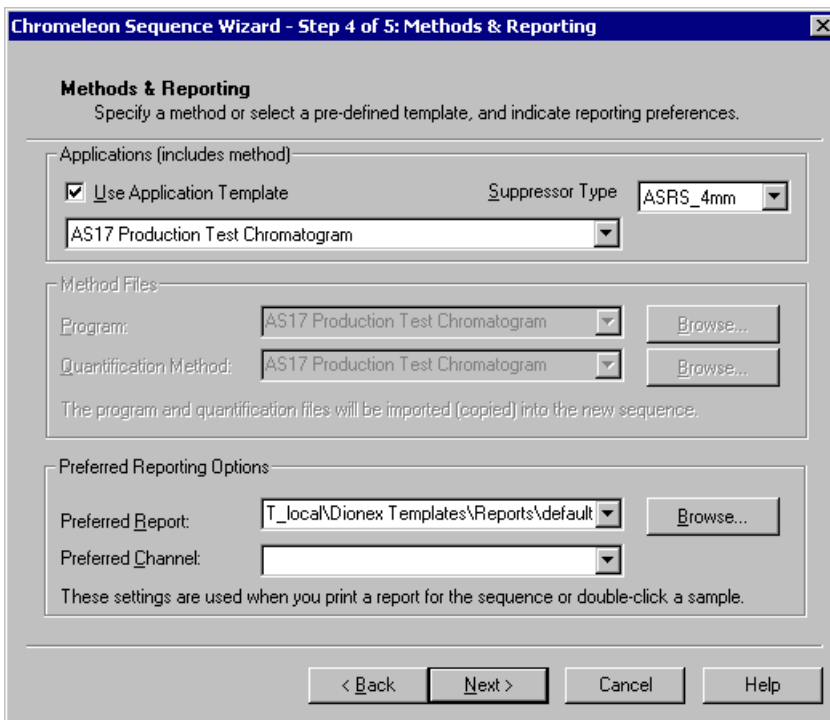 Chromeleon Sequence Wizard - Step 4 of 5: Methods & Reporting
Methods & Reporting
Specify a method or select a pre-defined template, and indicate reporting preferences.
Applications (includes method)
Use Application Template
Suppressor Type
ASRS_4mm
AS17 Production Test Chromatogram
Method Files
Program:
AS17 Production Test Chromatogram
Browse...
Quantification Method:
AS17 Production Test Chromatogram
Browse...
The program and quantification files will be imported (copied) into the new sequence.
Preferred Reporting Options
Preferred Report:
T_local\Dionex Templates\Reports\default
Browse...
Preferred Channel:
These settings are used when you print a report for the sequence or double-click a sample.
< Back
Next >
Cancel
Help